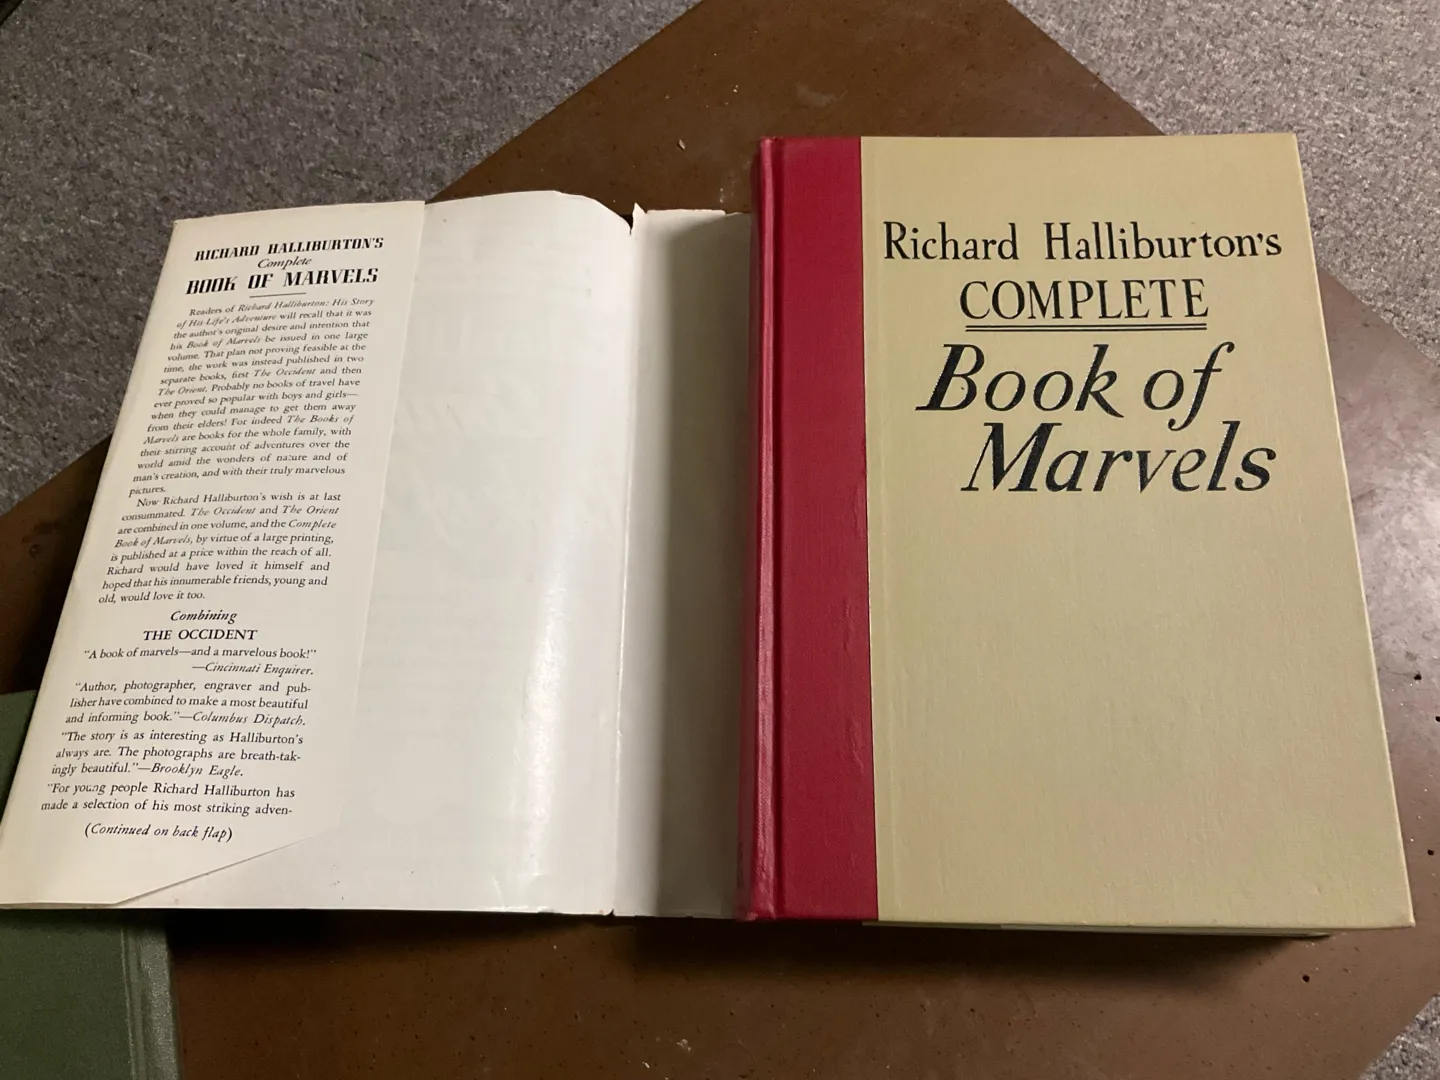 RICHARD HALLIBURTON'S
Complete
BOOK OF MARVELS
Readers of Richard Halliburton: His Story
of His Life's Adventure will recall that it was
the author's original desire and intention that
his Book of Marvels be issued in one large
volume. That plan not proving feasible at the
time, the work was instead published in two
separate books, first The Occident and then
The Orient. Probably no books of travel have
ever proved so popular with boys and girls—
when they could manage to get them away
from their elders! For indeed The Books of
Marvels are books for the whole family, with
their stirring account of adventures over the
world amid the wonders of nature and of
man's creation, and with their truly marvelous
pictures.
Now Richard Halliburton's wish is at last
consummated. The Occident and The Orient
are combined in one volume, and the Complete
Book of Marvels, by virtue of a large printing,
is published at a price within the reach of all.
Richard would have loved it himself and
hoped that his innumerable friends, young and
old, would love it too.
Combining
THE OCCIDENT
"A book of marvels—and a marvelous book!"
—Cincinnati Enquirer.
"Author, photographer, engraver and pub-
lisher have combined to make a most beautiful
and informing book."—Columbus Dispatch.
"The story is as interesting as Halliburton's
always are. The photographs are breath-tak-
ingly beautiful."—Brooklyn Eagle.
"For young people Richard Halliburton has
made a selection of his most striking adven-
(Continued on back flap)
Richard Halliburton's
COMPLETE
Book of
Marvels